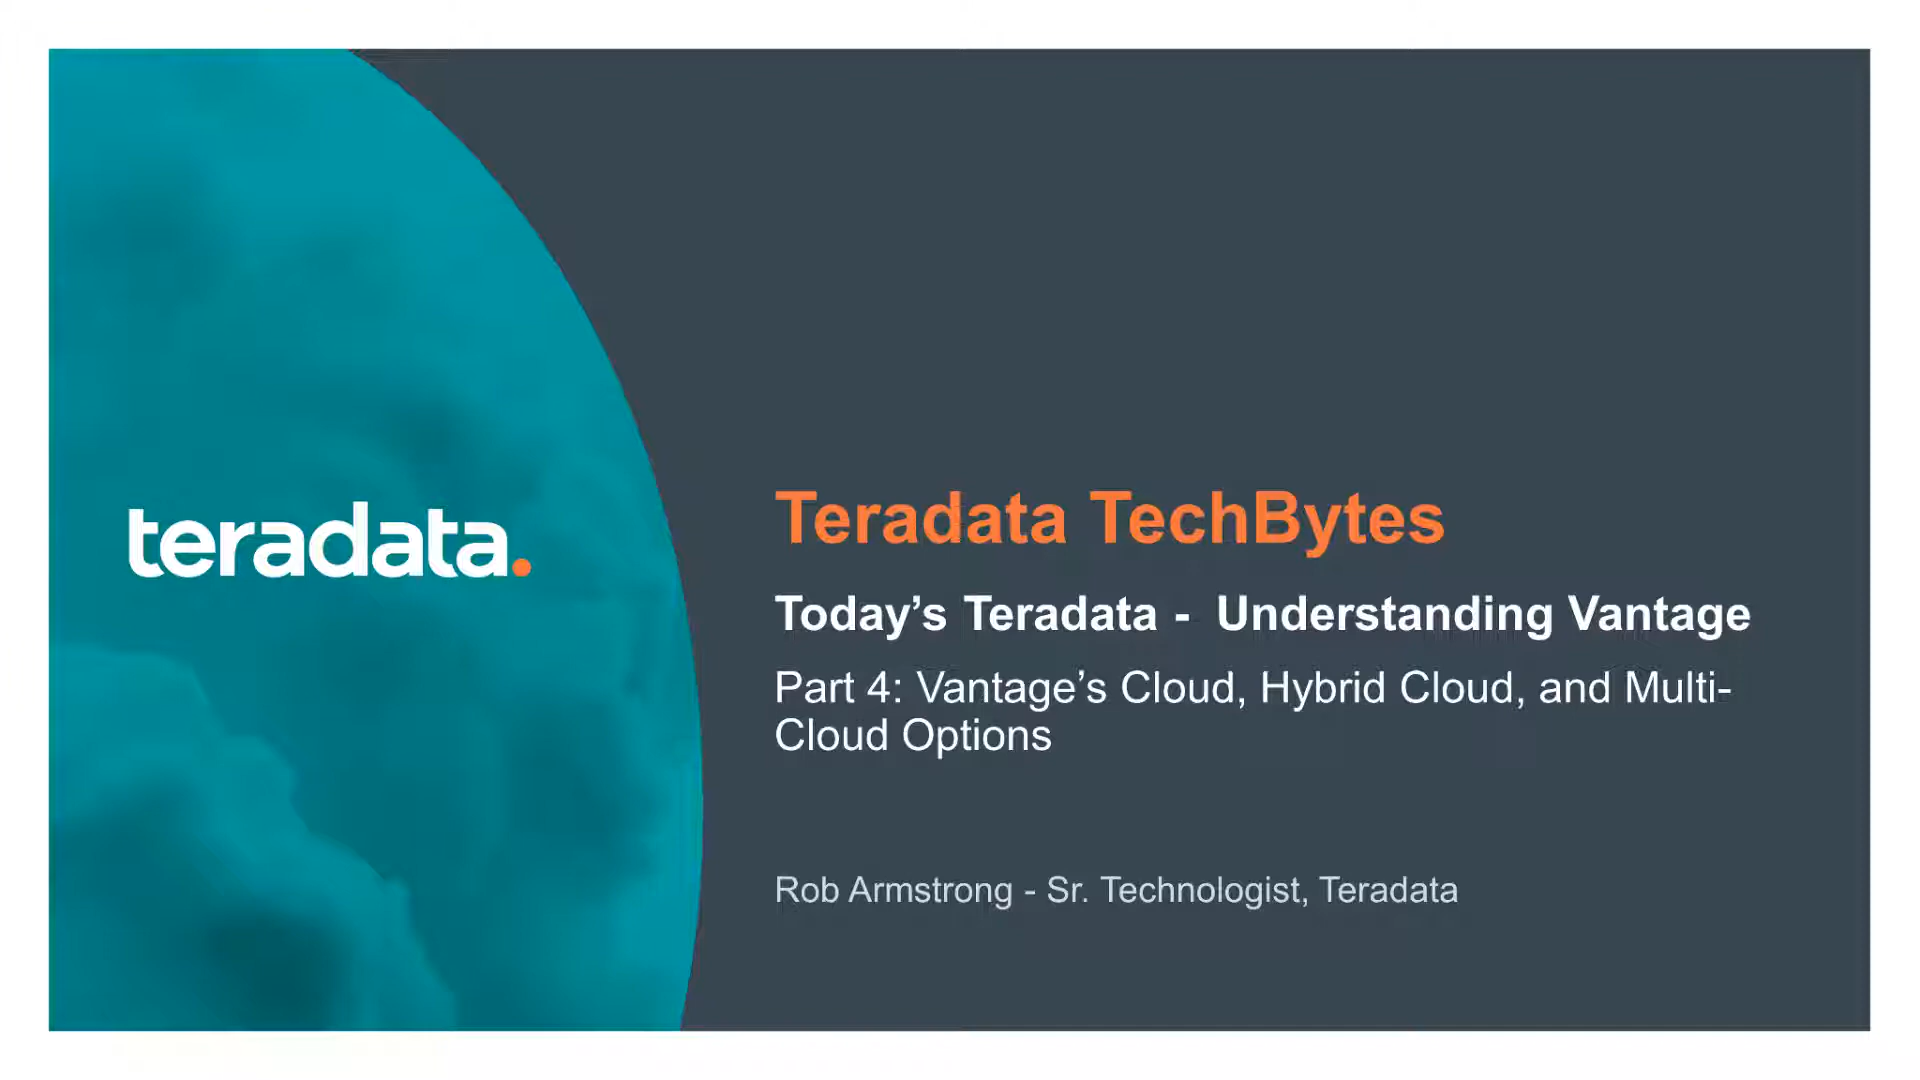 teradata.
Teradata TechBytes
Today’s Teradata - Understanding Vantage
Part 4: Vantage’s Cloud, Hybrid Cloud, and Multi-
Cloud Options
Rob Armstrong - Sr. Technologist, Teradata